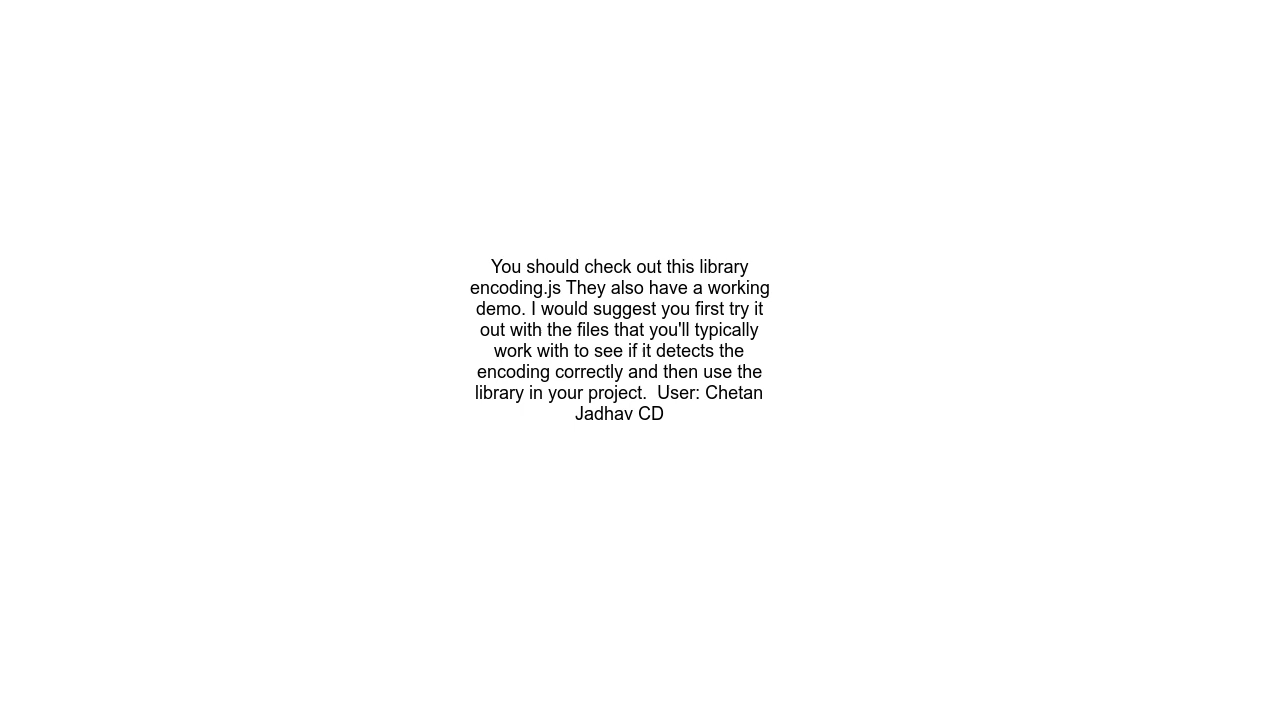 You should check out this library
encoding.js They also have a working
demo. I would suggest you first try it
out with the files that you'll typically
work with to see if it detects the
encoding correctly and then use the
library in your project.  User: Chetan
Jadhav CD